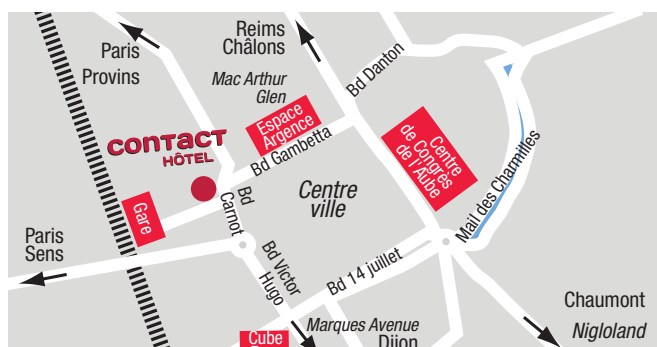 Paris
Provins
Reims
Châlons
Mac Arthur
Glen
Bd Danton
Espace
Argence
contact
HÔTEL
Bd Gambetta
Centre
de Congrès
de l'Aube
Mail des Charmilles
Gare
Bd
Carnot
Centre
ville
Paris
Sens
Bd Victor
Hugo
Bd 14 juillet
Chaumont
Nigloland
Cube
Marques Avenue
Dijon